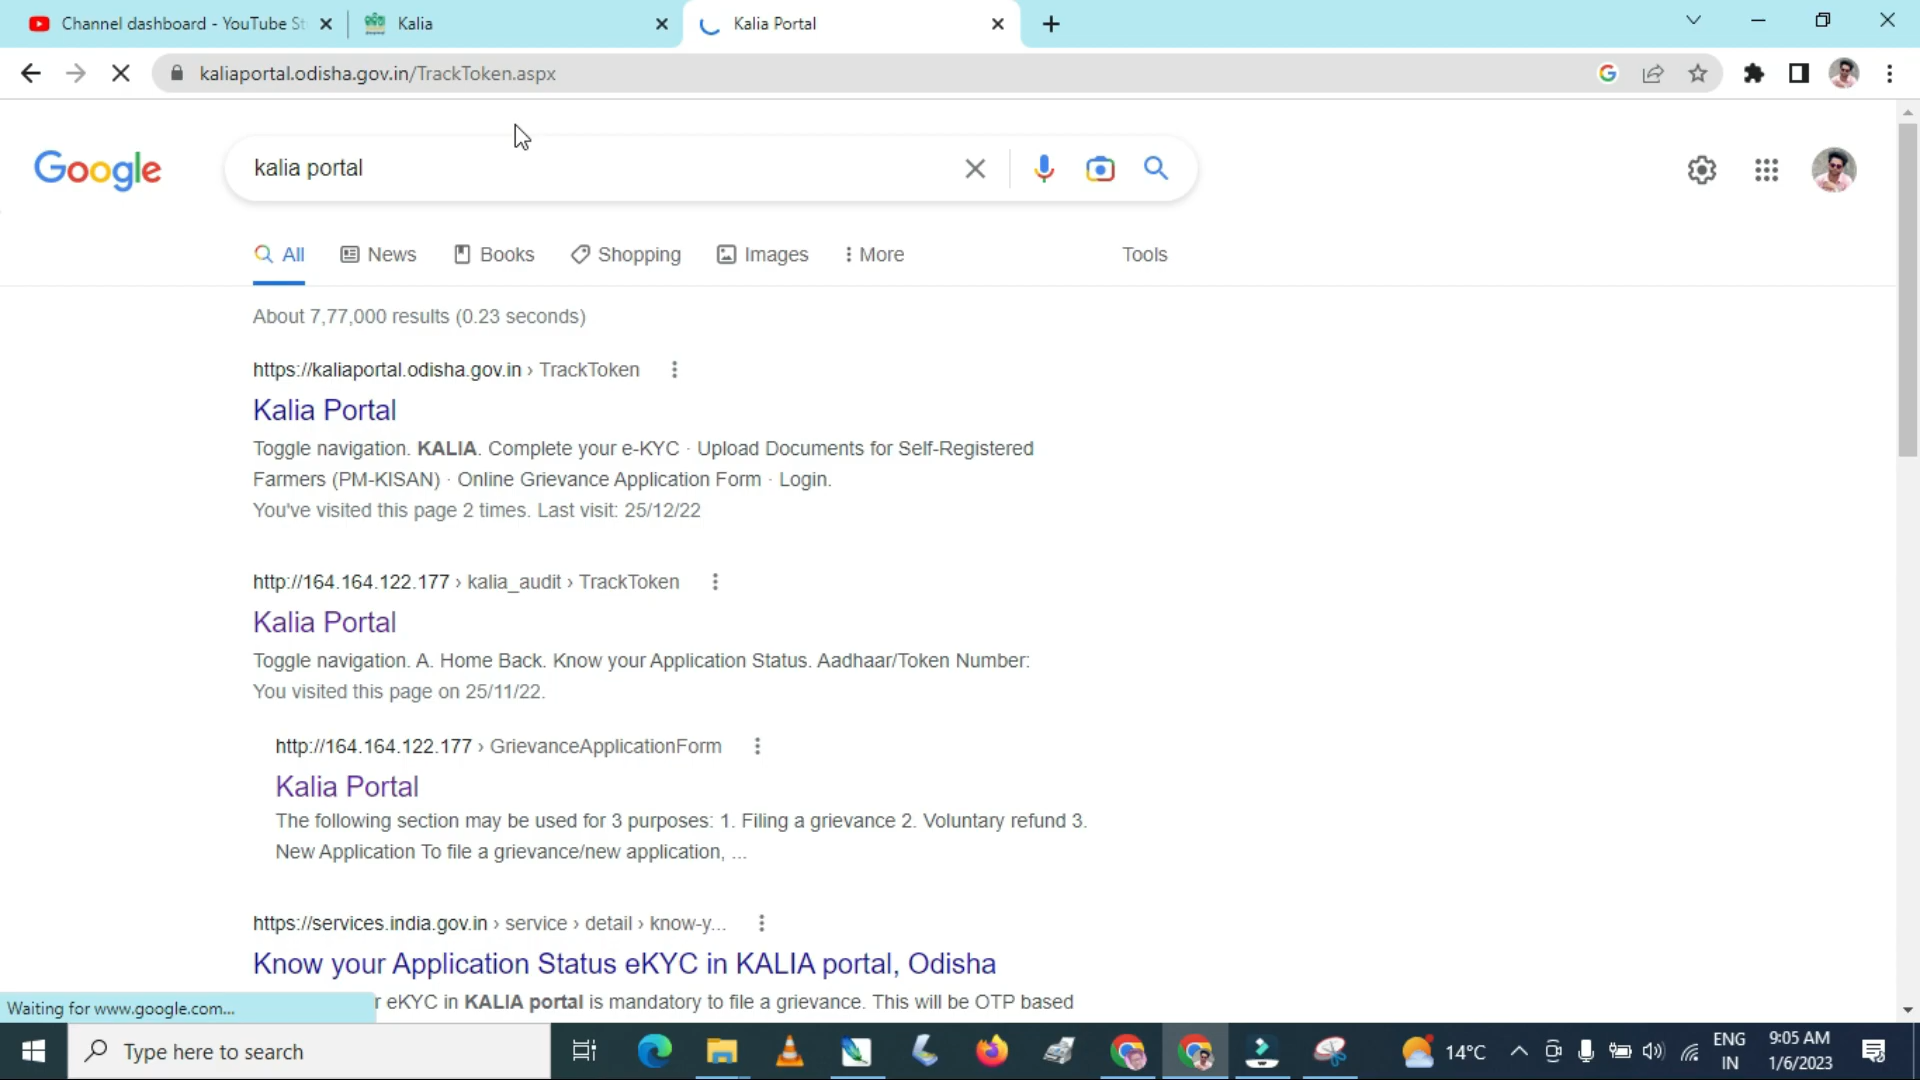 Channel dashboard - YouTube St
Kalia
Kalia Portal
kaliaportal.odisha.gov.in/TrackToken.aspx
Google
kalia portal
All
News
Books
Shopping
Images
More
Tools
About 7,77,000 results (0.23 seconds)
https://kaliaportal.odisha.gov.in › TrackToken
Kalia Portal
Toggle navigation. KALIA. Complete your e-KYC · Upload Documents for Self-Registered
Farmers (PM-KISAN) · Online Grievance Application Form · Login.
You've visited this page 2 times. Last visit: 25/12/22
http://164.164.122.177 › kalia_audit › TrackToken
Kalia Portal
Toggle navigation. A. Home Back. Know your Application Status. Aadhaar/Token Number:
You visited this page on 25/11/22.
http://164.164.122.177 › GrievanceApplicationForm
Kalia Portal
The following section may be used for 3 purposes: 1. Filing a grievance 2. Voluntary refund 3.
New Application To file a grievance/new application, ...
https://services.india.gov.in › service › detail › know-y...
Know your Application Status eKYC in KALIA portal, Odisha
r eKYC in KALIA portal is mandatory to file a grievance. This will be OTP based
Waiting for www.google.com...
Type here to search
14°C
ENG
IN
9:05 AM
1/6/2023